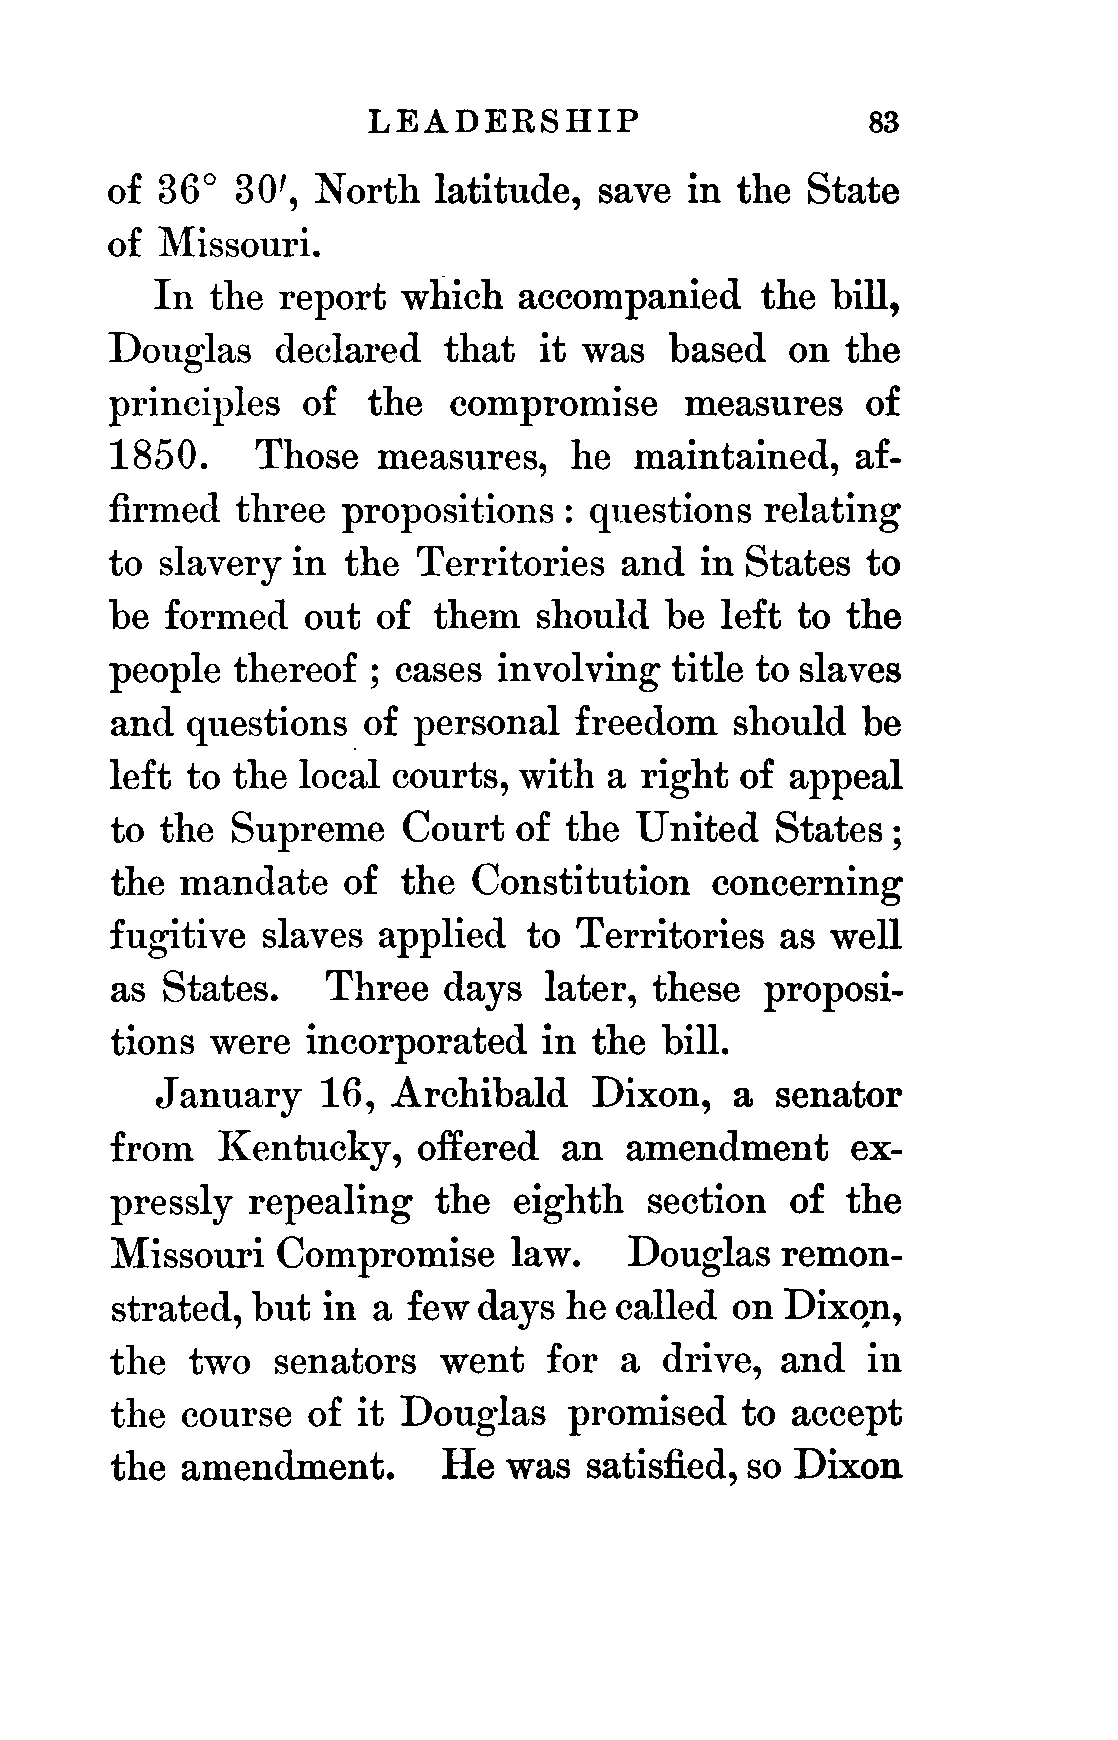 LEADERSHIP 83
of 36° 30′, North latitude, save in the State
of Missouri.
In the report which accompanied the bill,
Douglas declared that it was based on the
principles of the compromise measures of
1850. Those measures, he maintained, af-
firmed three propositions : questions relating
to slavery in the Territories and in States to
be formed out of them should be left to the
people thereof ; cases involving title to slaves
and questions of personal freedom should be
left to the local courts, with a right of appeal
to the Supreme Court of the United States ;
the mandate of the Constitution concerning
fugitive slaves applied to Territories as well
as States. Three days later, these proposi-
tions were incorporated in the bill.
January 16, Archibald Dixon, a senator
from Kentucky, offered an amendment ex-
pressly repealing the eighth section of the
Missouri Compromise law. Douglas remon-
strated, but in a few days he called on Dixon,
the two senators went for a drive, and in
the course of it Douglas promised to accept
the amendment. He was satisfied, so Dixon